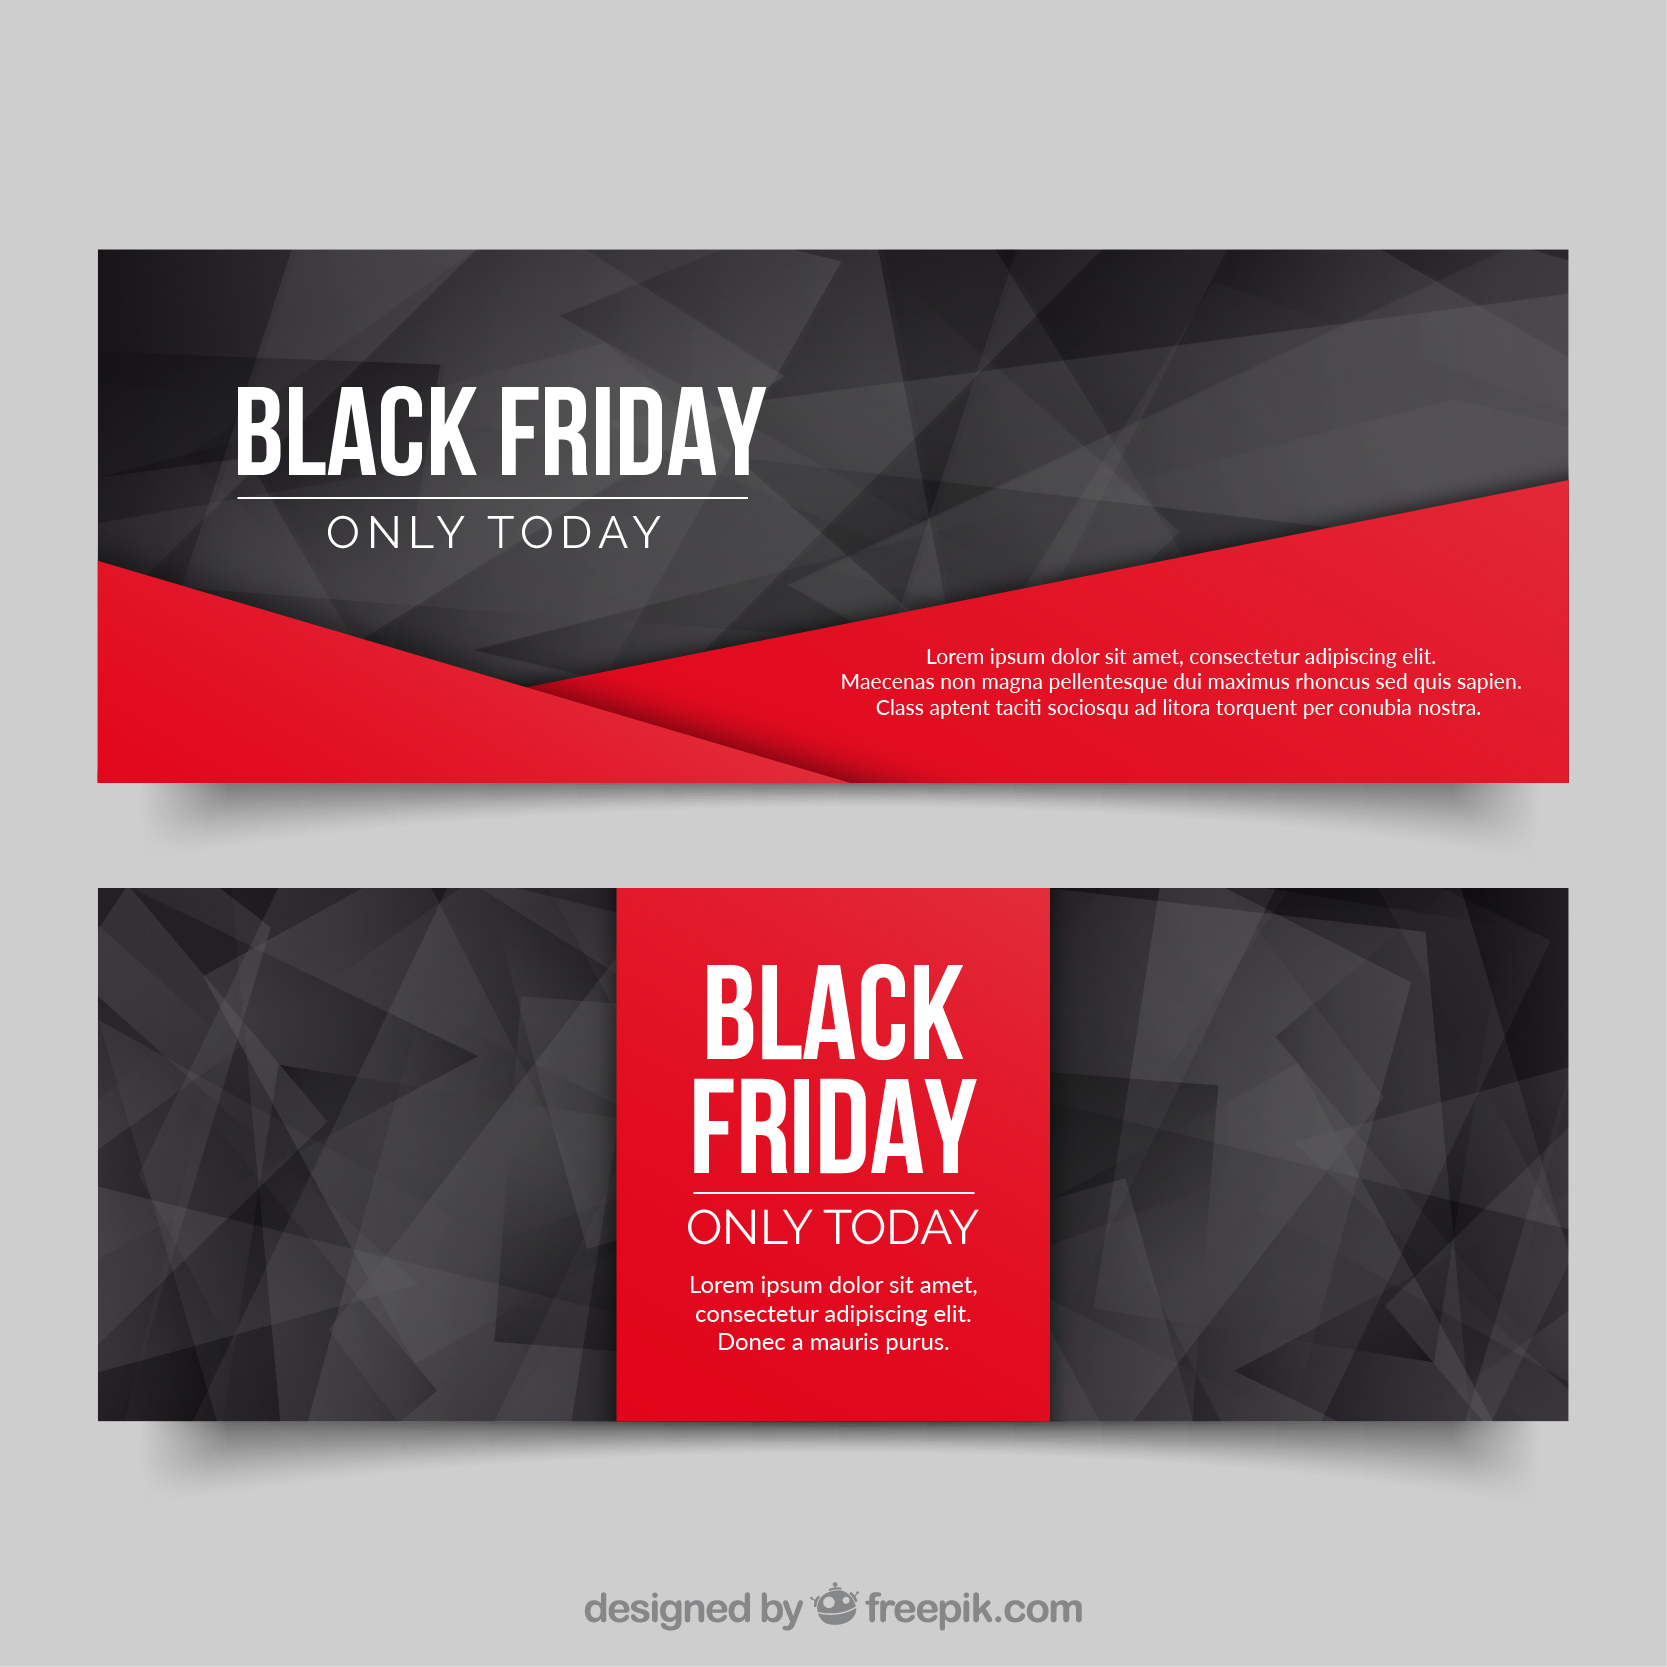 BLACK FRIDAY
ONLY TODAY
Lorem ipsum dolor sit amet, consectetur adipiscing elit.
Maecenas non magna pellentesque dui maximus rhoncus sed quis sapien.
Class aptent taciti sociosqu ad litora torquent per conubia nostra.
BLACK
FRIDAY
ONLY TODAY
Lorem ipsum dolor sit amet,
consectetur adipiscing elit.
Donec a mauris purus.
designed by freepik.com